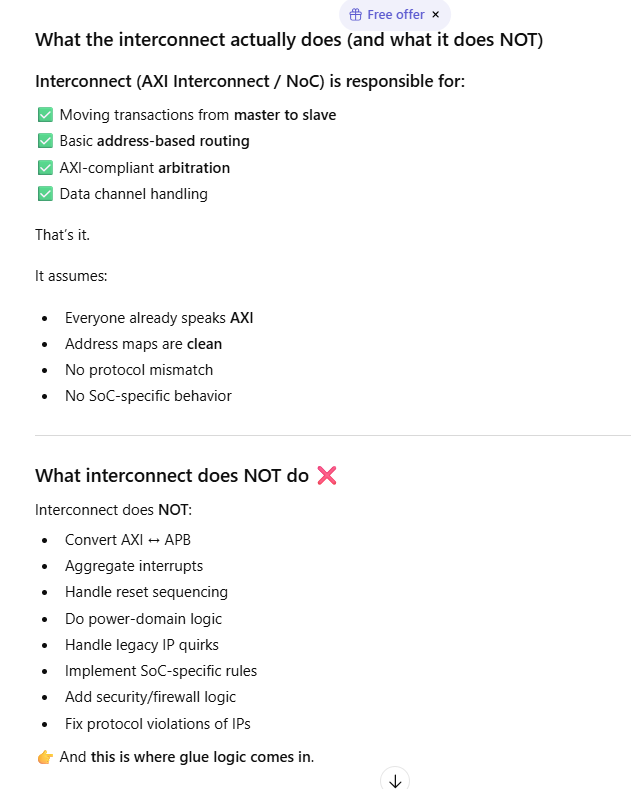 Free offer ×
What the interconnect actually does (and what it does NOT)
Interconnect (AXI Interconnect / NoC) is responsible for:
✅ Moving transactions from master to slave
✅ Basic address-based routing
✅ AXI-compliant arbitration
✅ Data channel handling
That’s it.
It assumes:
• Everyone already speaks AXI
• Address maps are clean
• No protocol mismatch
• No SoC-specific behavior
What interconnect does NOT do ❌
Interconnect does NOT:
• Convert AXI ↔ APB
• Aggregate interrupts
• Handle reset sequencing
• Do power-domain logic
• Handle legacy IP quirks
• Implement SoC-specific rules
• Add security/firewall logic
• Fix protocol violations of IPs
👉 And this is where glue logic comes in.